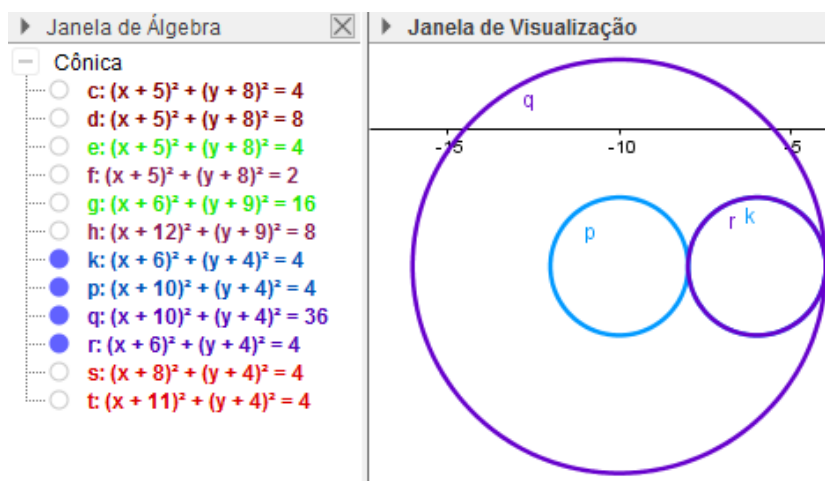 Janela de Álgebra
Cônica
c: (x + 5)² + (y + 8)² = 4
d: (x + 5)² + (y + 8)² = 8
e: (x + 5)² + (y + 8)² = 4
f: (x + 5)² + (y + 8)² = 2
g: (x + 6)² + (y + 9)² = 16
h: (x + 12)² + (y + 9)² = 8
k: (x + 6)² + (y + 4)² = 4
p: (x + 10)² + (y + 4)² = 4
q: (x + 10)² + (y + 4)² = 36
r: (x + 6)² + (y + 4)² = 4
s: (x + 8)² + (y + 4)² = 4
t: (x + 11)² + (y + 4)² = 4
Janela de Visualização
q
-15 -10 -5
p r k